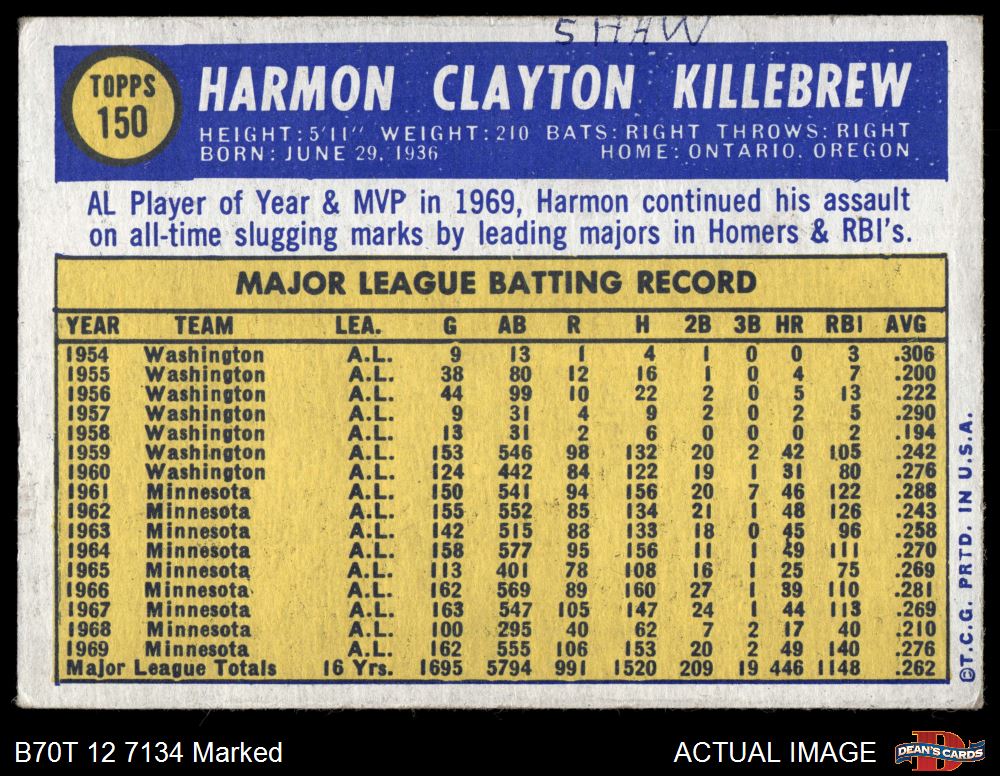 SHAW
TOPPS
150
HARMON CLAYTON KILLEBREW
HEIGHT: 5'11" WEIGHT: 210 BATS: RIGHT THROWS: RIGHT
BORN: JUNE 29, 1936 HOME: ONTARIO, OREGON
AL Player of Year & MVP in 1969, Harmon continued his assault
on all-time slugging marks by leading majors in Homers & RBI's.
MAJOR LEAGUE BATTING RECORD
YEAR TEAM LEA. G AB R H 2B 3B HR RBI AVG
1954 Washington A.L. 9 13 1 4 1 0 0 3 .306
1955 Washington A.L. 38 80 12 16 1 0 4 7 .200
1956 Washington A.L. 44 99 10 22 2 0 5 13 .222
1957 Washington A.L. 9 31 4 9 2 0 2 5 .290
1958 Washington A.L. 13 31 2 6 0 0 0 2 .194
1959 Washington A.L. 153 546 98 132 20 2 42 105 .242
1960 Washington A.L. 124 442 84 122 19 1 31 80 .276
1961 Minnesota A.L. 150 541 94 156 20 7 46 122 .288
1962 Minnesota A.L. 155 552 85 134 21 1 48 126 .243
1963 Minnesota A.L. 142 515 88 133 18 0 45 96 .258
1964 Minnesota A.L. 158 577 95 156 11 1 49 111 .270
1965 Minnesota A.L. 113 401 78 108 16 1 25 75 .269
1966 Minnesota A.L. 162 569 89 160 27 1 39 110 .281
1967 Minnesota A.L. 163 547 105 147 24 1 44 113 .269
1968 Minnesota A.L. 100 295 40 62 7 2 17 40 .210
1969 Minnesota A.L. 162 555 106 153 20 2 49 140 .276
Major League Totals 16 Yrs. 1695 5794 991 1520 209 19 446 1148 .262
©T.C.G. PRTD. IN U.S.A.
B70T 12 7134 Marked
ACTUAL IMAGE
DEAN'S CARDS